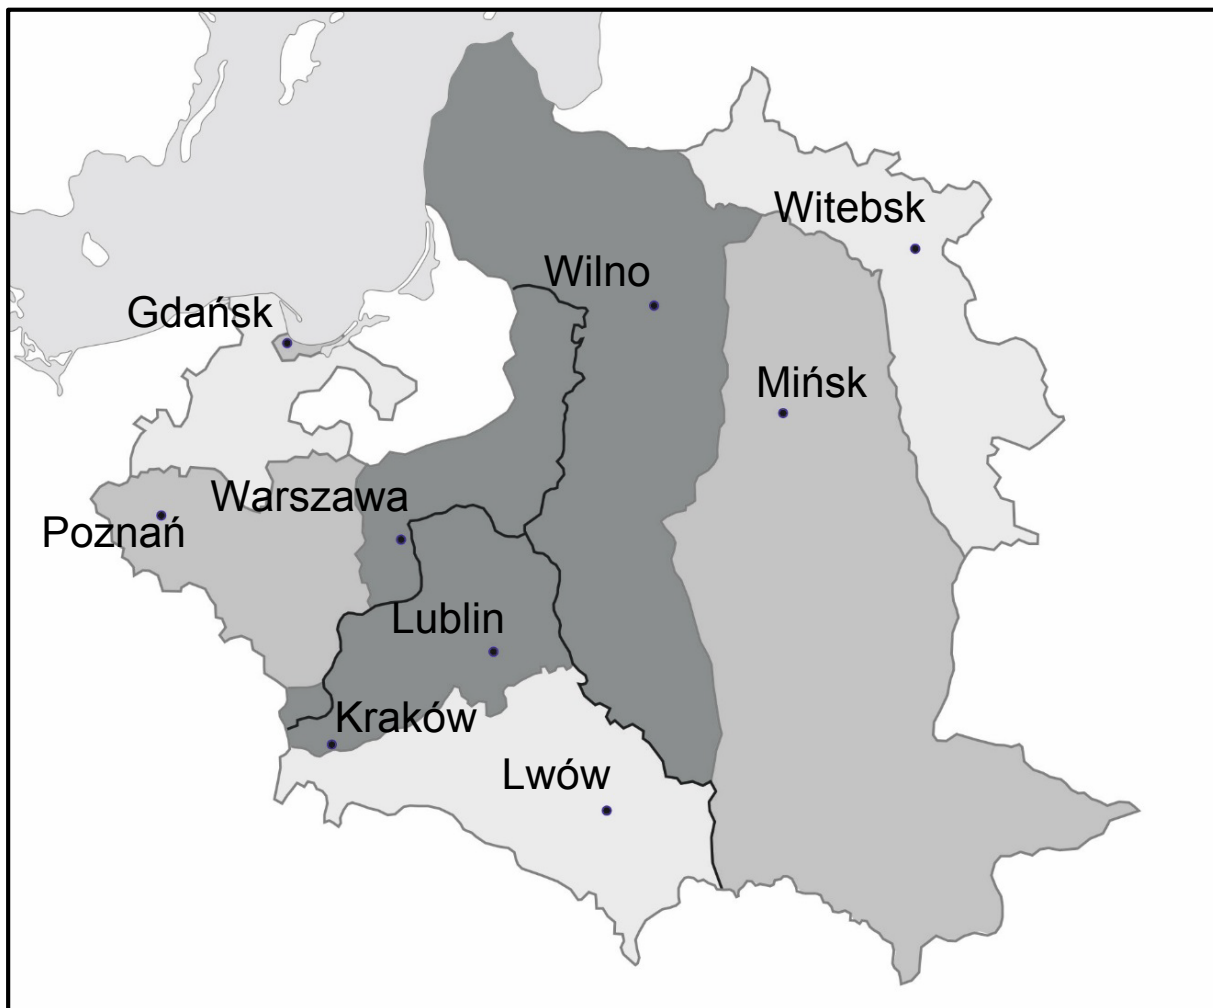 Witebsk
Wilno
Gdańsk
Mińsk
Warszawa
Poznań
Lublin
Kraków
Lwów